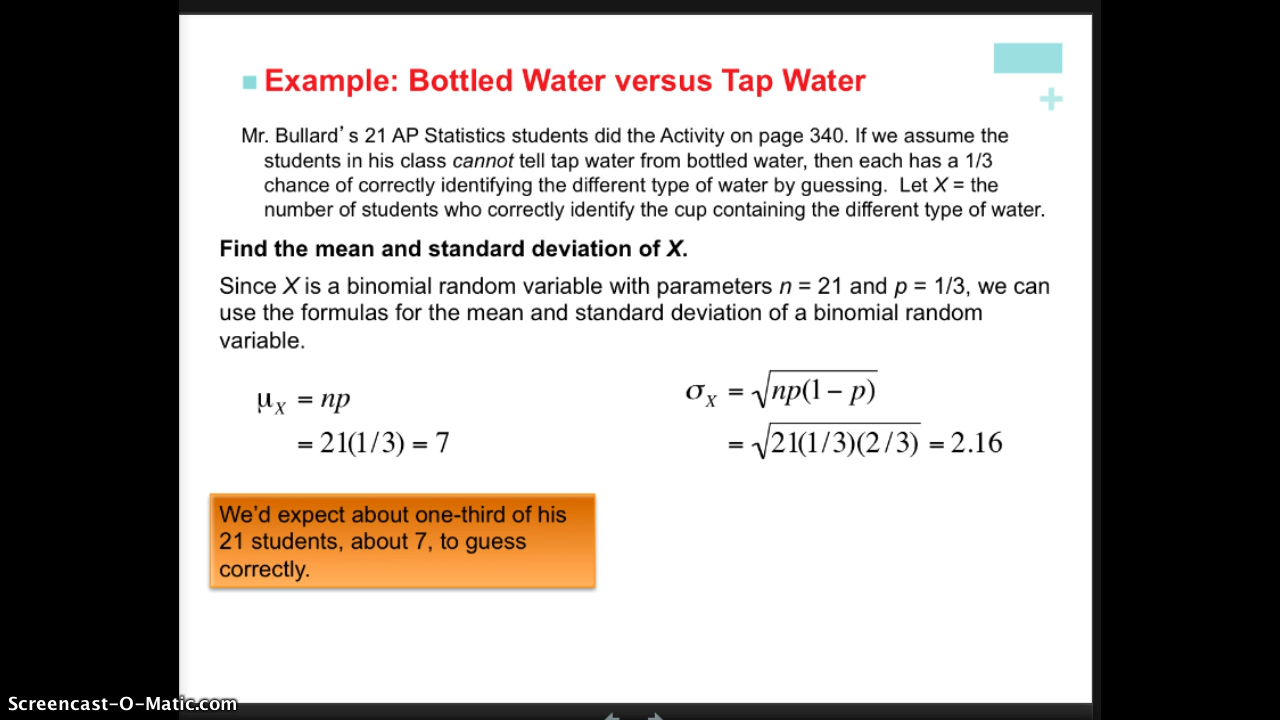 Example: Bottled Water versus Tap Water
Mr. Bullard's 21 AP Statistics students did the Activity on page 340. If we assume the
students in his class cannot tell tap water from bottled water, then each has a 1/3
chance of correctly identifying the different type of water by guessing. Let X = the
number of students who correctly identify the cup containing the different type of water.
Find the mean and standard deviation of X.
Since X is a binomial random variable with parameters n = 21 and p = 1/3, we can
use the formulas for the mean and standard deviation of a binomial random
variable.
μX = np
= 21(1/3) = 7
σX = √np(1 – p)
= √21(1/3)(2/3) = 2.16
We'd expect about one-third of his
21 students, about 7, to guess
correctly.
Screencast-O-Matic.com